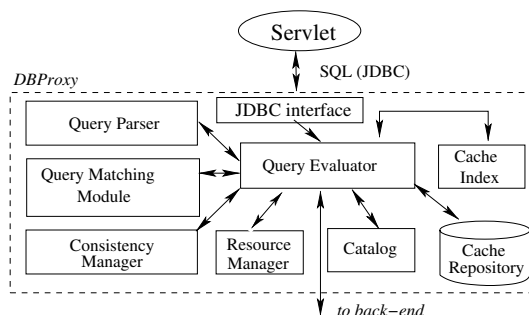 Servlet
SQL (JDBC)
DBProxy
JDBC interface
Query Parser
Query Evaluator
Cache
Index
Query Matching
Module
Consistency
Manager
Resource
Manager
Catalog
Cache
Repository
to back−end